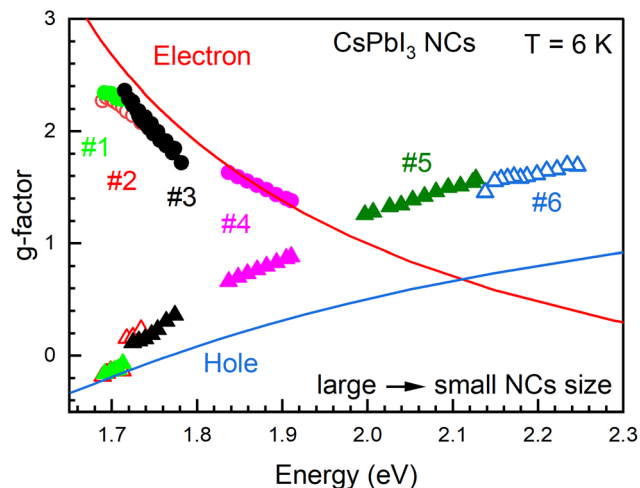 CsPbI₃ NCs
T = 6 K
Electron
#1
#2
#3
#4
#5
#6
Hole
large → small NCs size
g-factor
3
2
1
0
1.7
1.8
1.9
2.0
2.1
2.2
2.3
Energy (eV)